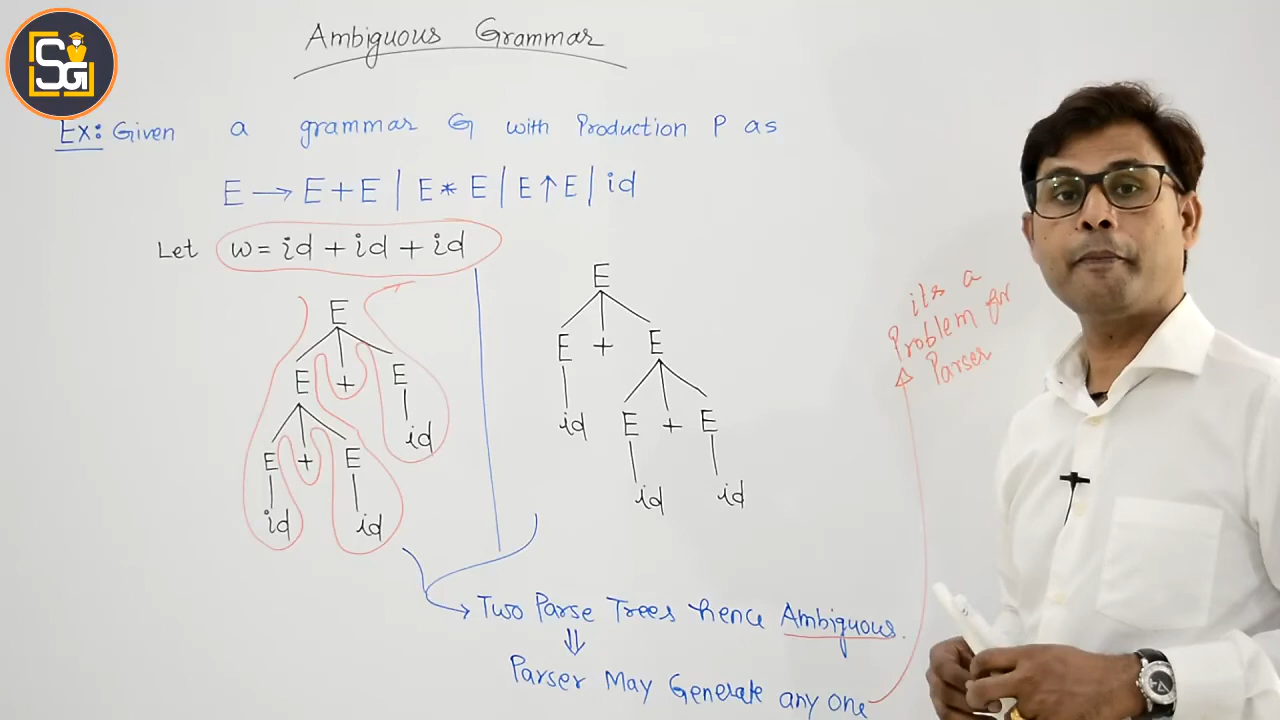 SG
Ambiguous Grammar
Ex: Given a grammar G with Production P as
E → E + E | E * E | E ↑ E | id
Let w = id + id + id
E
E + E
E + E id
id id
E
E + E
id E + E
id id
its a
Problem for
Parser
Two Parse Trees hence Ambiguous.
⇓
Parser May Generate any one